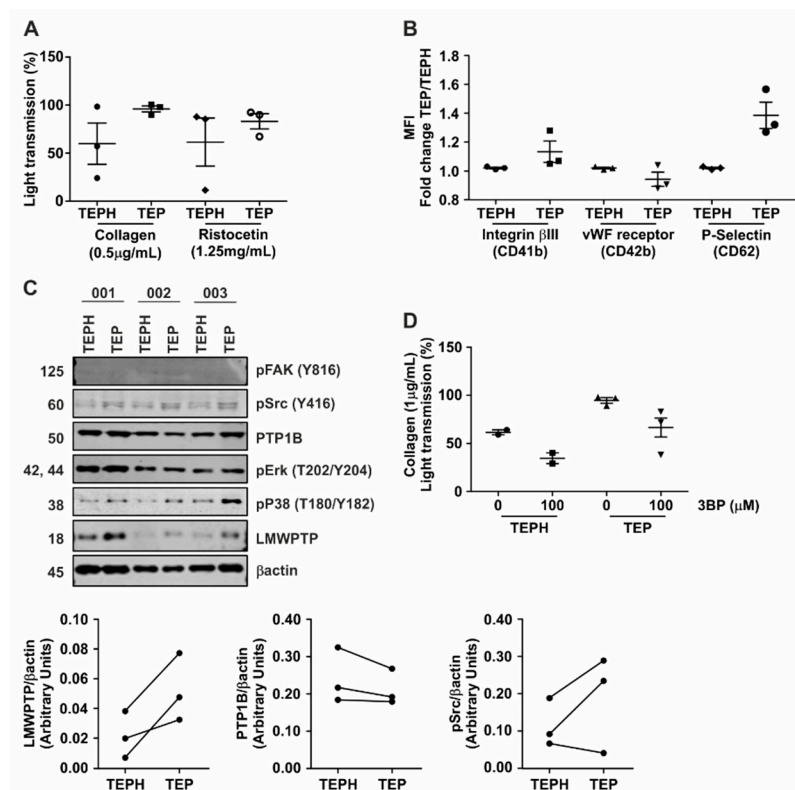 A
Light transmission (%)
150
100
50
0
TEPH TEP TEPH TEP
Collagen Ristocetin
(0.5μg/mL) (1.25mg/mL)
B
MFI
Fold change TEP/TEPH
1.8
1.6
1.4
1.2
1.0
0.8
TEPH TEP TEPH TEP TEPH TEP
Integrin βIII vWF receptor P-Selectin
(CD41b) (CD42b) (CD62)
C
001 002 003
TEPH TEP TEPH TEP TEPH TEP
125 pFAK (Y816)
60 pSrc (Y416)
50 PTP1B
42, 44 pErk (T202/Y204)
38 pP38 (T180/Y182)
18 LMWPTP
45 βactin
D
Collagen (1μg/mL)
Light transmission (%)
150
100
50
0
0 100 0 100 3BP (μM)
TEPH TEP
LMWPTP/βactin
(Arbitrary Units)
0.10
0.08
0.06
0.04
0.02
0.00
TEPH TEP
PTP1B/βactin
(Arbitrary Units)
0.40
0.30
0.20
0.10
0.00
TEPH TEP
pSrc/βactin
(Arbitrary Units)
0.40
0.30
0.20
0.10
0.00
TEPH TEP